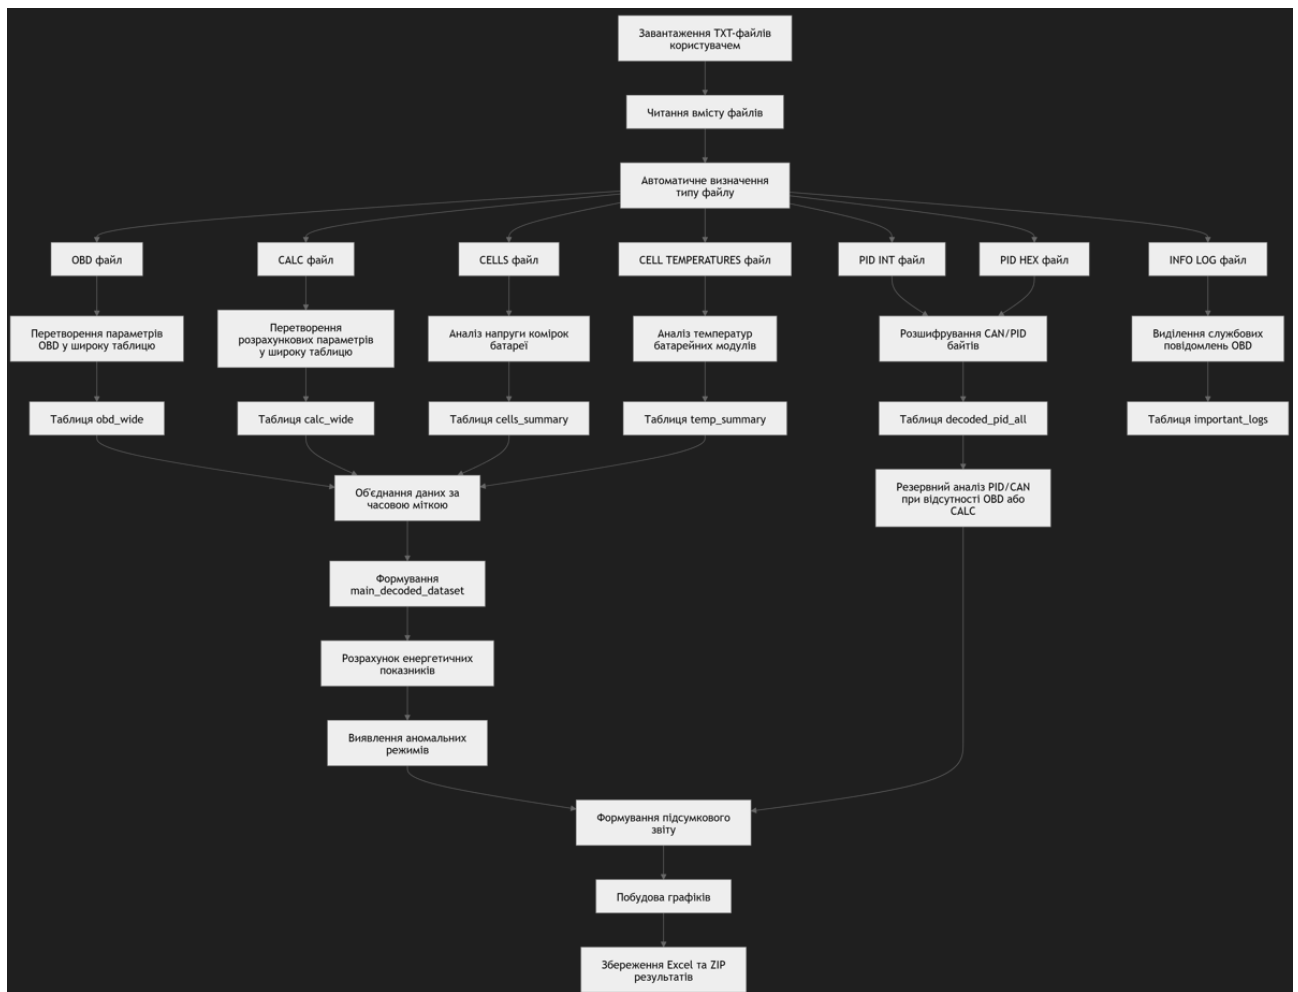 Завантаження TXT-файлів
користувачем
Читання вмісту файлів
Автоматичне визначення
типу файлу
OBD файл
CALC файл
CELLS файл
CELL TEMPERATURES файл
PID INT файл
PID HEX файл
INFO LOG файл
Перетворення параметрів
OBD у широку таблицю
Перетворення
розрахункових параметрів
у широку таблицю
Аналіз напруги комірок
батареї
Аналіз температур
батарейних модулів
Розшифрування CAN/PID
байтів
Виділення службових
повідомлень OBD
Таблиця obd_wide
Таблиця calc_wide
Таблиця cells_summary
Таблиця temp_summary
Таблиця decoded_pid_all
Таблиця important_logs
Об'єднання даних за
часовою міткою
Резервний аналіз PID/CAN
при відсутності OBD або
CALC
Формування
main_decoded_dataset
Розрахунок енергетичних
показників
Виявлення аномальних
режимів
Формування підсумкового
звіту
Побудова графіків
Збереження Excel та ZIP
результатів